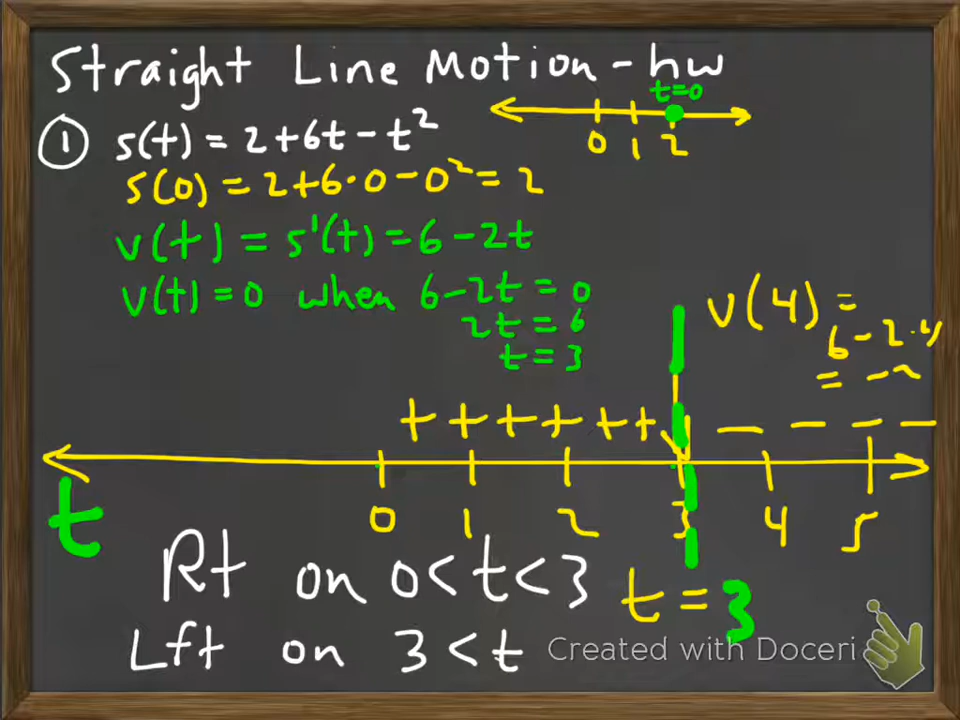 Straight Line Motion - hw
t=0
0 1 2
① s(t) = 2+6t-t²
s(0) = 2+6·0-0² = 2
v(t) = s'(t) = 6-2t
v(t) = 0 when 6-2t = 0
2t = 6
t = 3
v(4) =
6-2·4
= -2
+ + + + + + - - - -
0 1 2 3 4 5
t
Rt on 0<t<3
t = 3
Lft on 3<t
Created with Doceri